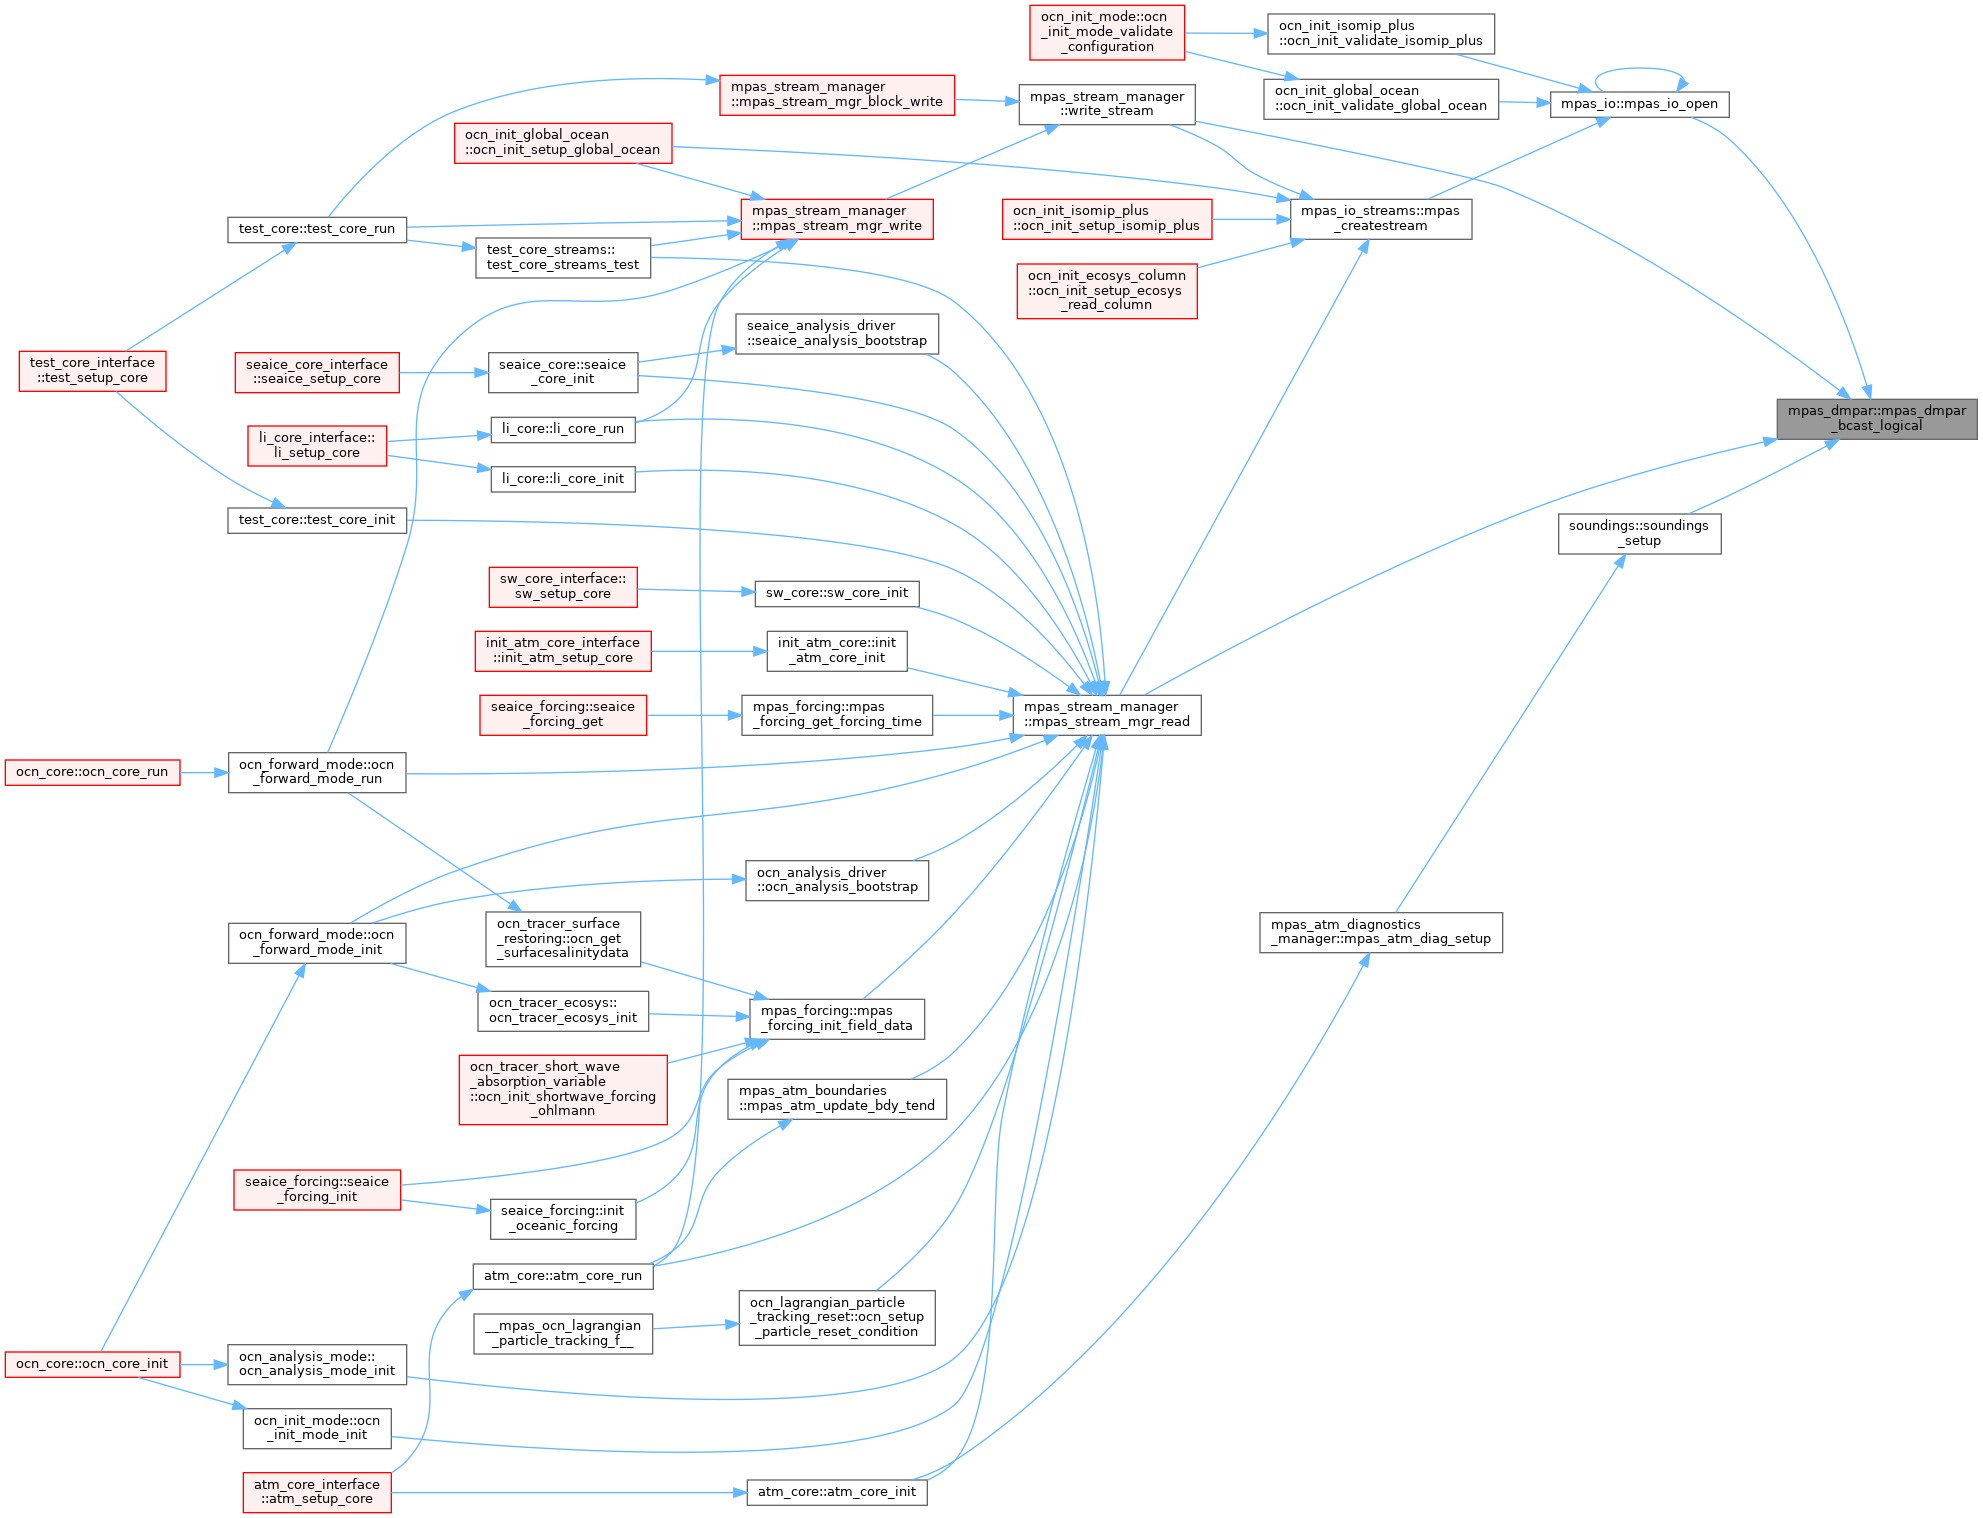 ocn_init_mode::ocn
_init_mode_validate
_configuration
ocn_init_isomip_plus
::ocn_init_validate_isomip_plus
mpas_stream_manager
::mpas_stream_mgr_block_write
mpas_stream_manager
::write_stream
ocn_init_global_ocean
::ocn_init_validate_global_ocean
mpas_io::mpas_io_open
ocn_init_global_ocean
::ocn_init_setup_global_ocean
mpas_stream_manager
::mpas_stream_mgr_write
ocn_init_isomip_plus
::ocn_init_setup_isomip_plus
mpas_io_streams::mpas
_createstream
test_core::test_core_run
test_core_streams::
test_core_streams_test
ocn_init_ecosys_column
::ocn_init_setup_ecosys
_read_column
seaice_analysis_driver
::seaice_analysis_bootstrap
test_core_interface
::test_setup_core
seaice_core_interface
::seaice_setup_core
seaice_core::seaice
_core_init
mpas_dmpar::mpas_dmpar
_bcast_logical
li_core_interface::
li_setup_core
li_core::li_core_run
li_core::li_core_init
test_core::test_core_init
soundings::soundings
_setup
sw_core_interface::
sw_setup_core
sw_core::sw_core_init
init_atm_core_interface
::init_atm_setup_core
init_atm_core::init
_atm_core_init
seaice_forcing::seaice
_forcing_get
mpas_forcing::mpas
_forcing_get_forcing_time
mpas_stream_manager
::mpas_stream_mgr_read
ocn_core::ocn_core_run
ocn_forward_mode::ocn
_forward_mode_run
ocn_analysis_driver
::ocn_analysis_bootstrap
ocn_forward_mode::ocn
_forward_mode_init
ocn_tracer_surface
_restoring::ocn_get
_surfacesalinitydata
mpas_atm_diagnostics
_manager::mpas_atm_diag_setup
ocn_tracer_ecosys::
ocn_tracer_ecosys_init
mpas_forcing::mpas
_forcing_init_field_data
ocn_tracer_short_wave
_absorption_variable
::ocn_init_shortwave_forcing
_ohlmann
mpas_atm_boundaries
::mpas_atm_update_bdy_tend
seaice_forcing::seaice
_forcing_init
seaice_forcing::init
_oceanic_forcing
atm_core::atm_core_run
__mpas_ocn_lagrangian
_particle_tracking_f__
ocn_lagrangian_particle
_tracking_reset::ocn_setup
_particle_reset_condition
ocn_core::ocn_core_init
ocn_analysis_mode::
ocn_analysis_mode_init
ocn_init_mode::ocn
_init_mode_init
atm_core_interface
::atm_setup_core
atm_core::atm_core_init